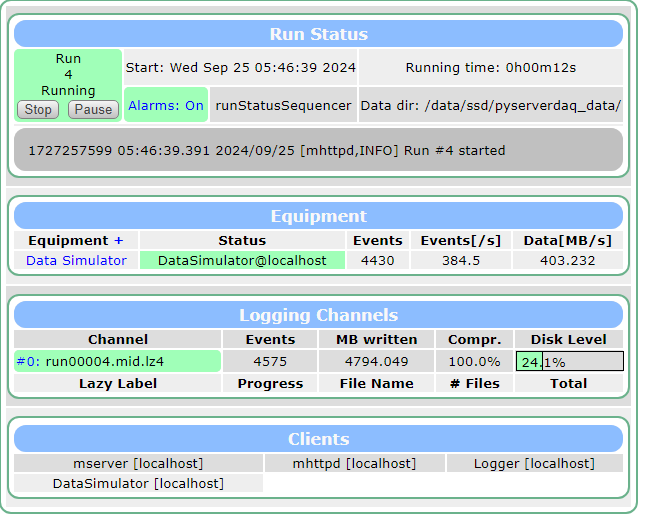 Run Status
Run
4
Running
Stop Pause
Start: Wed Sep 25 05:46:39 2024 Running time: 0h00m12s
Alarms: On runStatusSequencer Data dir: /data/ssd/pyserverdaq_data/
1727257599 05:46:39.391 2024/09/25 [mhttpd,INFO] Run #4 started
Equipment
Equipment + Status Events Events[/s] Data[MB/s]
Data Simulator DataSimulator@localhost 4430 384.5 403.232
Logging Channels
Channel Events MB written Compr. Disk Level
#0: run00004.mid.lz4 4575 4794.049 100.0% 24.1%
Lazy Label Progress File Name # Files Total
Clients
mserver [localhost] mhttpd [localhost] Logger [localhost]
DataSimulator [localhost]